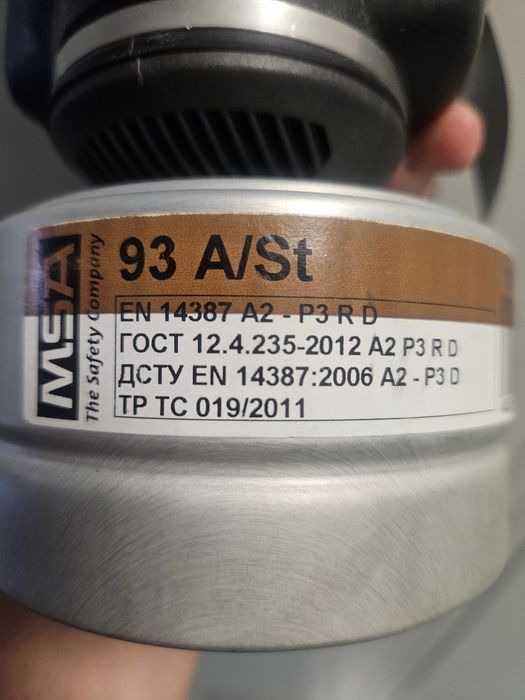 MSA
The Safety Company
93 A/St
EN 14387 A2 - P3 R D
ГОСТ 12.4.235-2012 A2 P3 R D
ДСТУ EN 14387:2006 A2 - P3 D
ТР ТС 019/2011